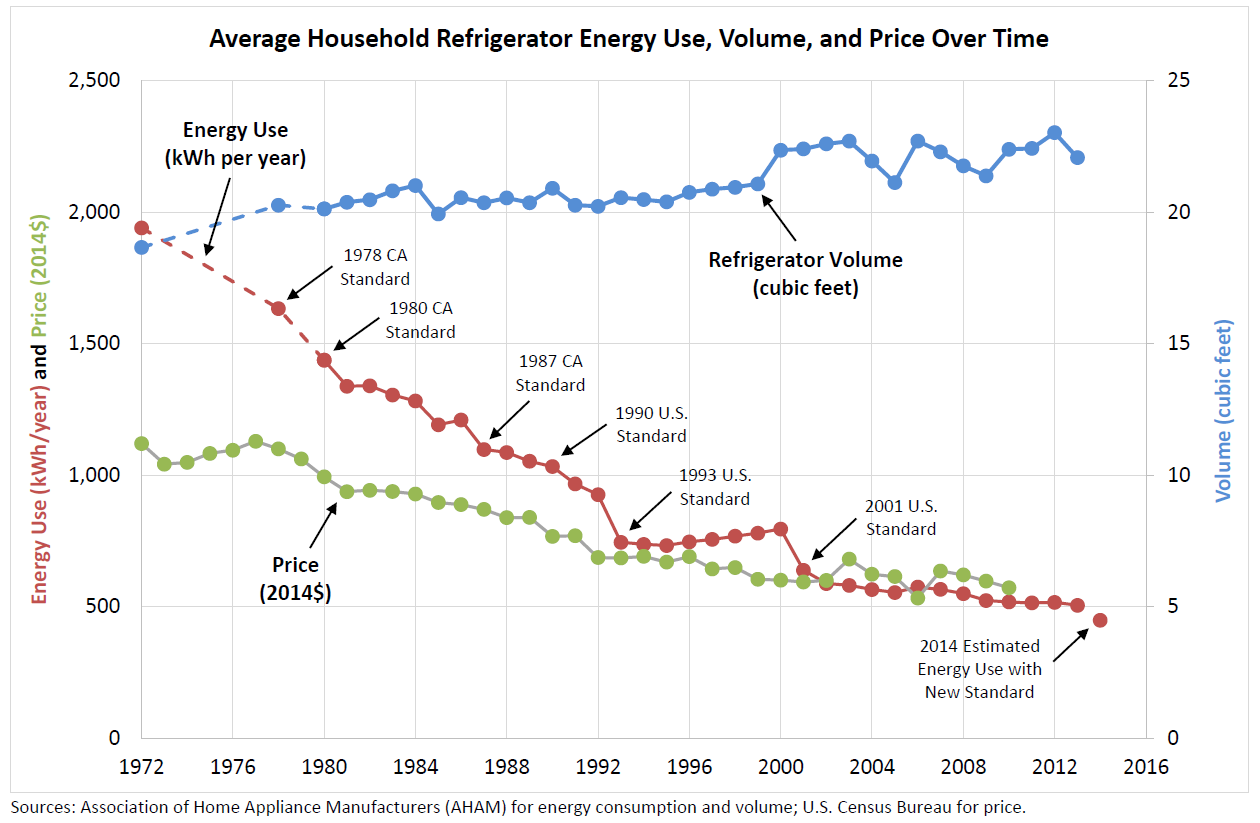 Average Household Refrigerator Energy Use, Volume, and Price Over Time
2,500
2,000
1,500
1,000
500
0
25
20
15
10
5
0
Energy Use (kWh/year) and Price (2014$)
Volume (cubic feet)
Energy Use
(kWh per year)
1978 CA
Standard
1980 CA
Standard
Refrigerator Volume
(cubic feet)
1987 CA
Standard
1990 U.S.
Standard
1993 U.S.
Standard
2001 U.S.
Standard
Price
(2014$)
2014 Estimated
Energy Use with
New Standard
1972 1976 1980 1984 1988 1992 1996 2000 2004 2008 2012 2016
Sources: Association of Home Appliance Manufacturers (AHAM) for energy consumption and volume; U.S. Census Bureau for price.